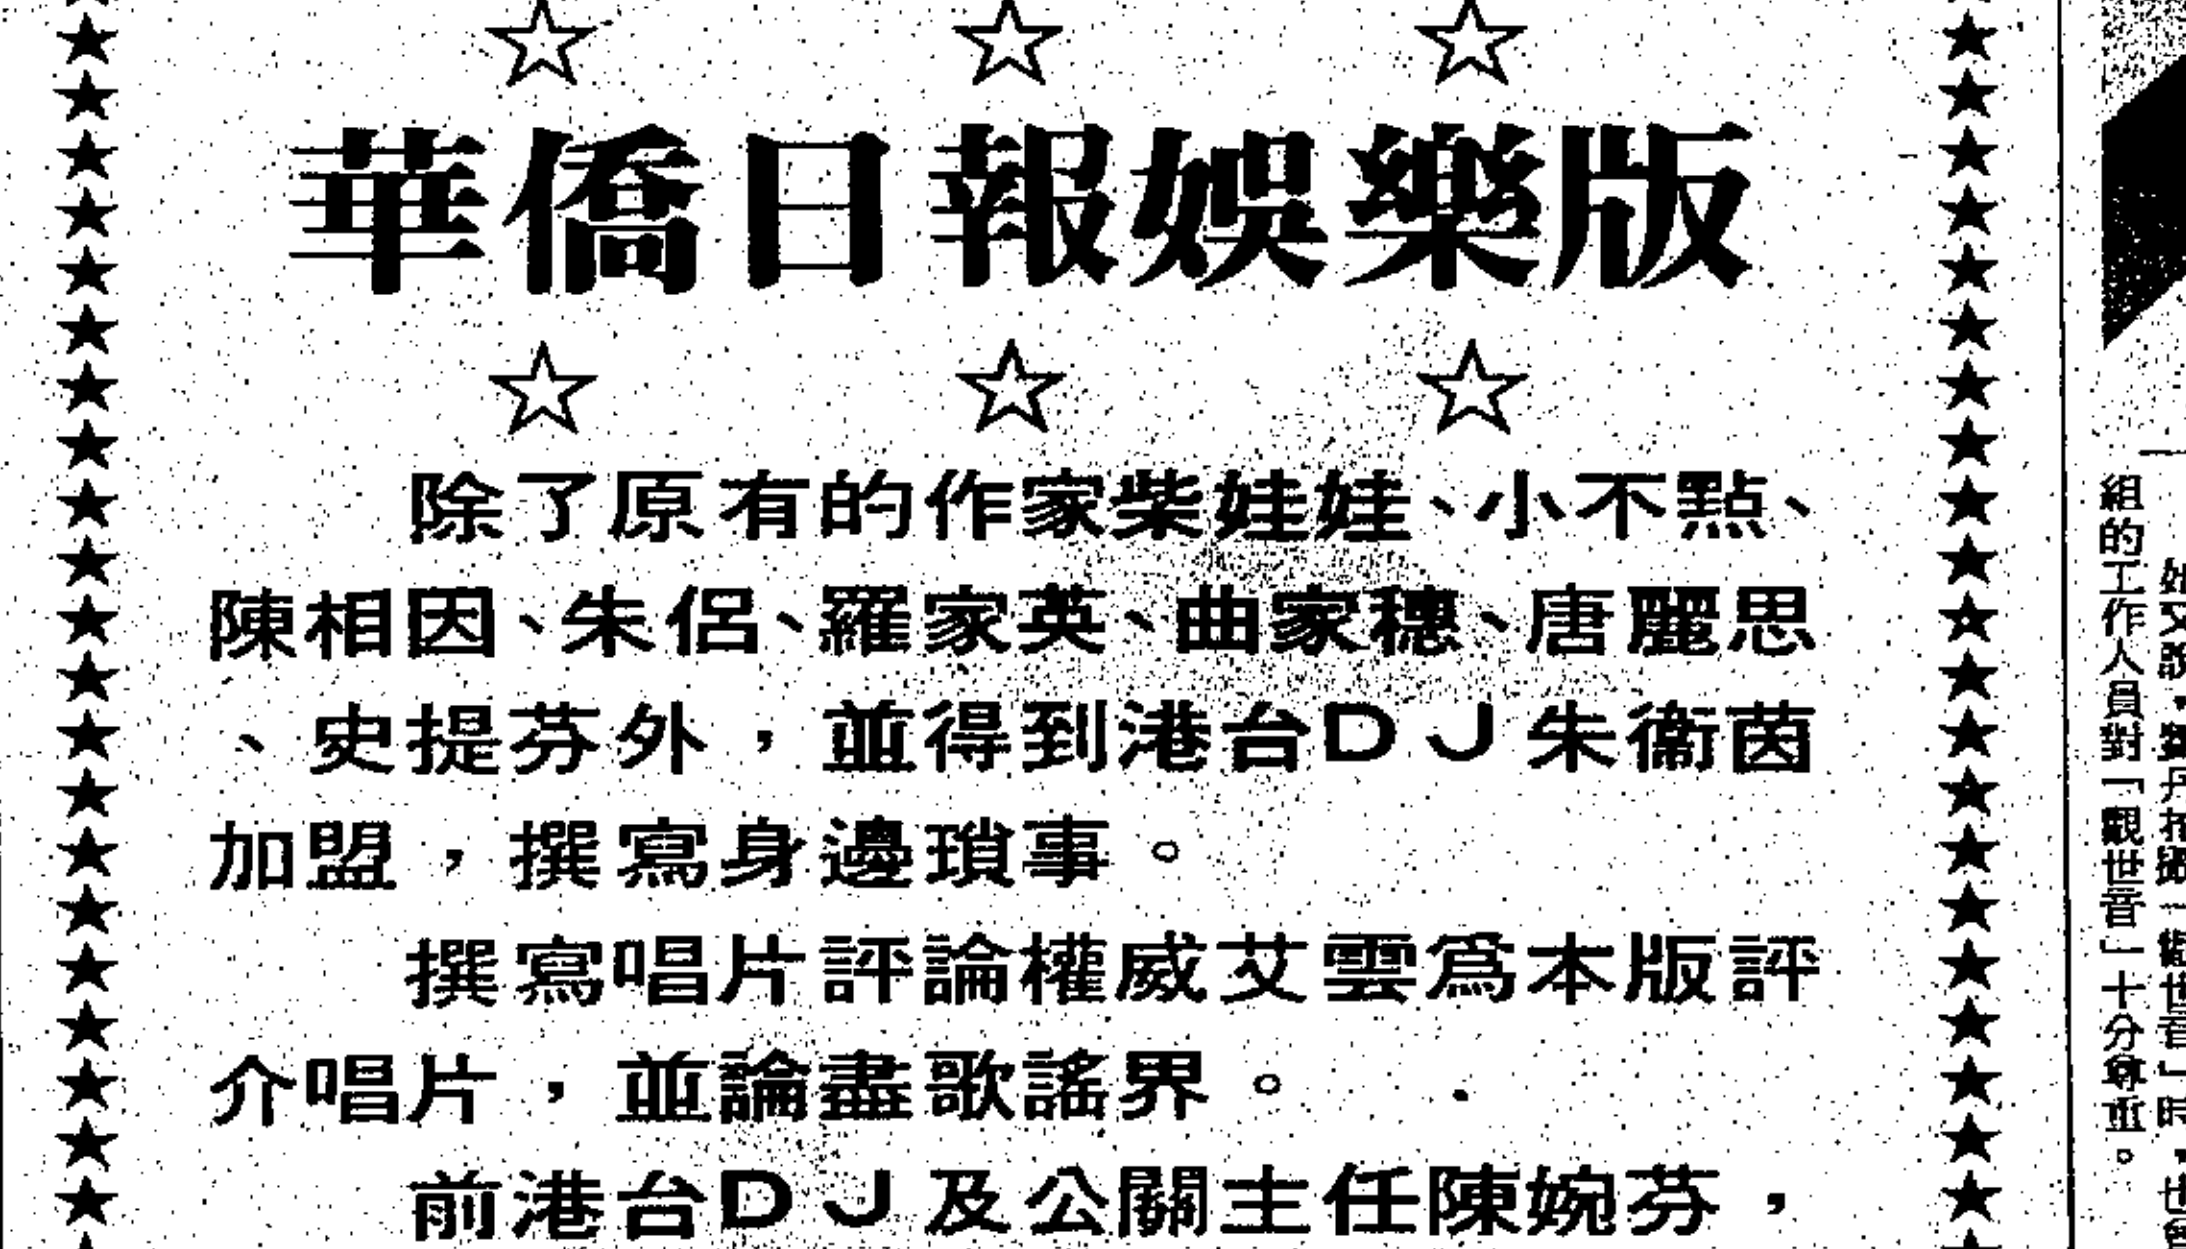 華僑日報娛樂版
除了原有的作家柴娃娃、小不點、
陳相因、朱侶、羅家英、曲家穗、唐麗思
、史提芬外，並得到港台DJ朱衞茵
加盟，撰寫身邊瑣事。
撰寫唱片評論權威艾雲爲本版評
介唱片，並論盡歌謠界。
前港台DJ及公關主任陳婉芬，
組的工作人員對「觀世音」十分尊重。